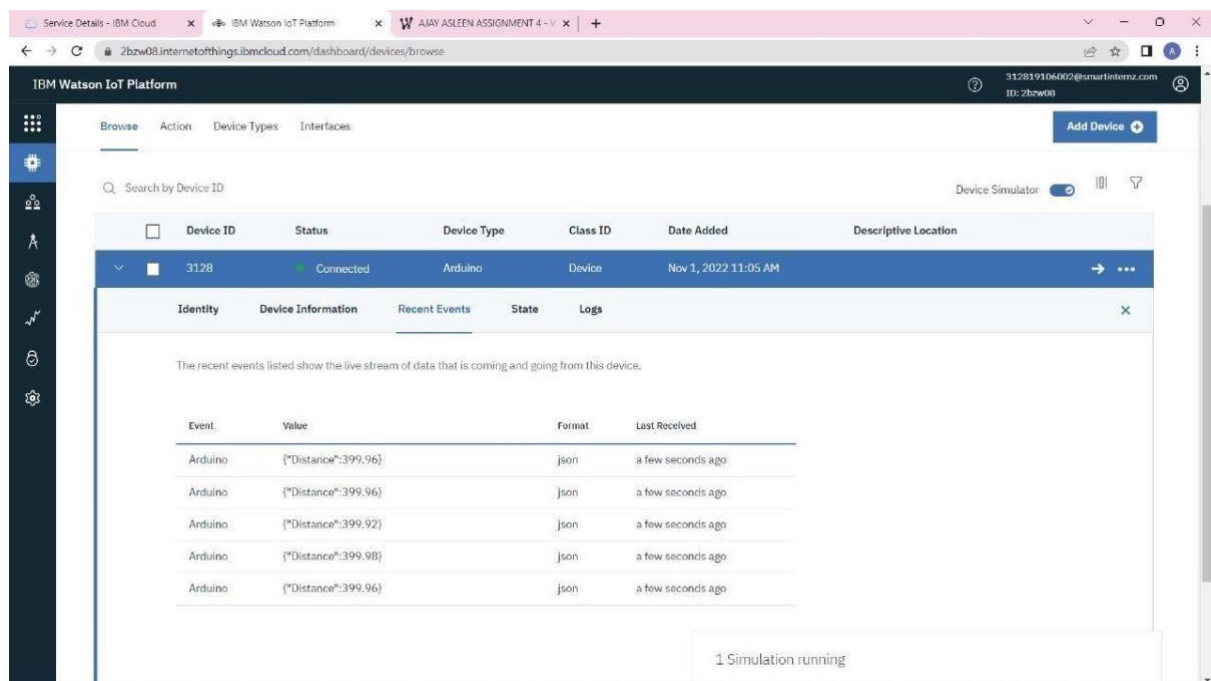 Service Details - IBM Cloud
IBM Watson IoT Platform
AJAY ASLEEN ASSIGNMENT 4 -
2bzw08.internetofthings.ibmcloud.com/dashboard/devices/browse
A
IBM Watson IoT Platform
312819106002@smartinternz.com
ID: 2bzw08
Browse Action Device Types Interfaces
Add Device
Search by Device ID
Device Simulator
Device ID Status Device Type Class ID Date Added Descriptive Location
3128 Connected Arduino Device Nov 1, 2022 11:05 AM
Identity Device Information Recent Events State Logs
The recent events listed show the live stream of data that is coming and going from this device.
Event Value Format Last Received
Arduino {"Distance":399.96} json a few seconds ago
Arduino {"Distance":399.96} json a few seconds ago
Arduino {"Distance":399.92} json a few seconds ago
Arduino {"Distance":399.98} json a few seconds ago
Arduino {"Distance":399.96} json a few seconds ago
1 Simulation running